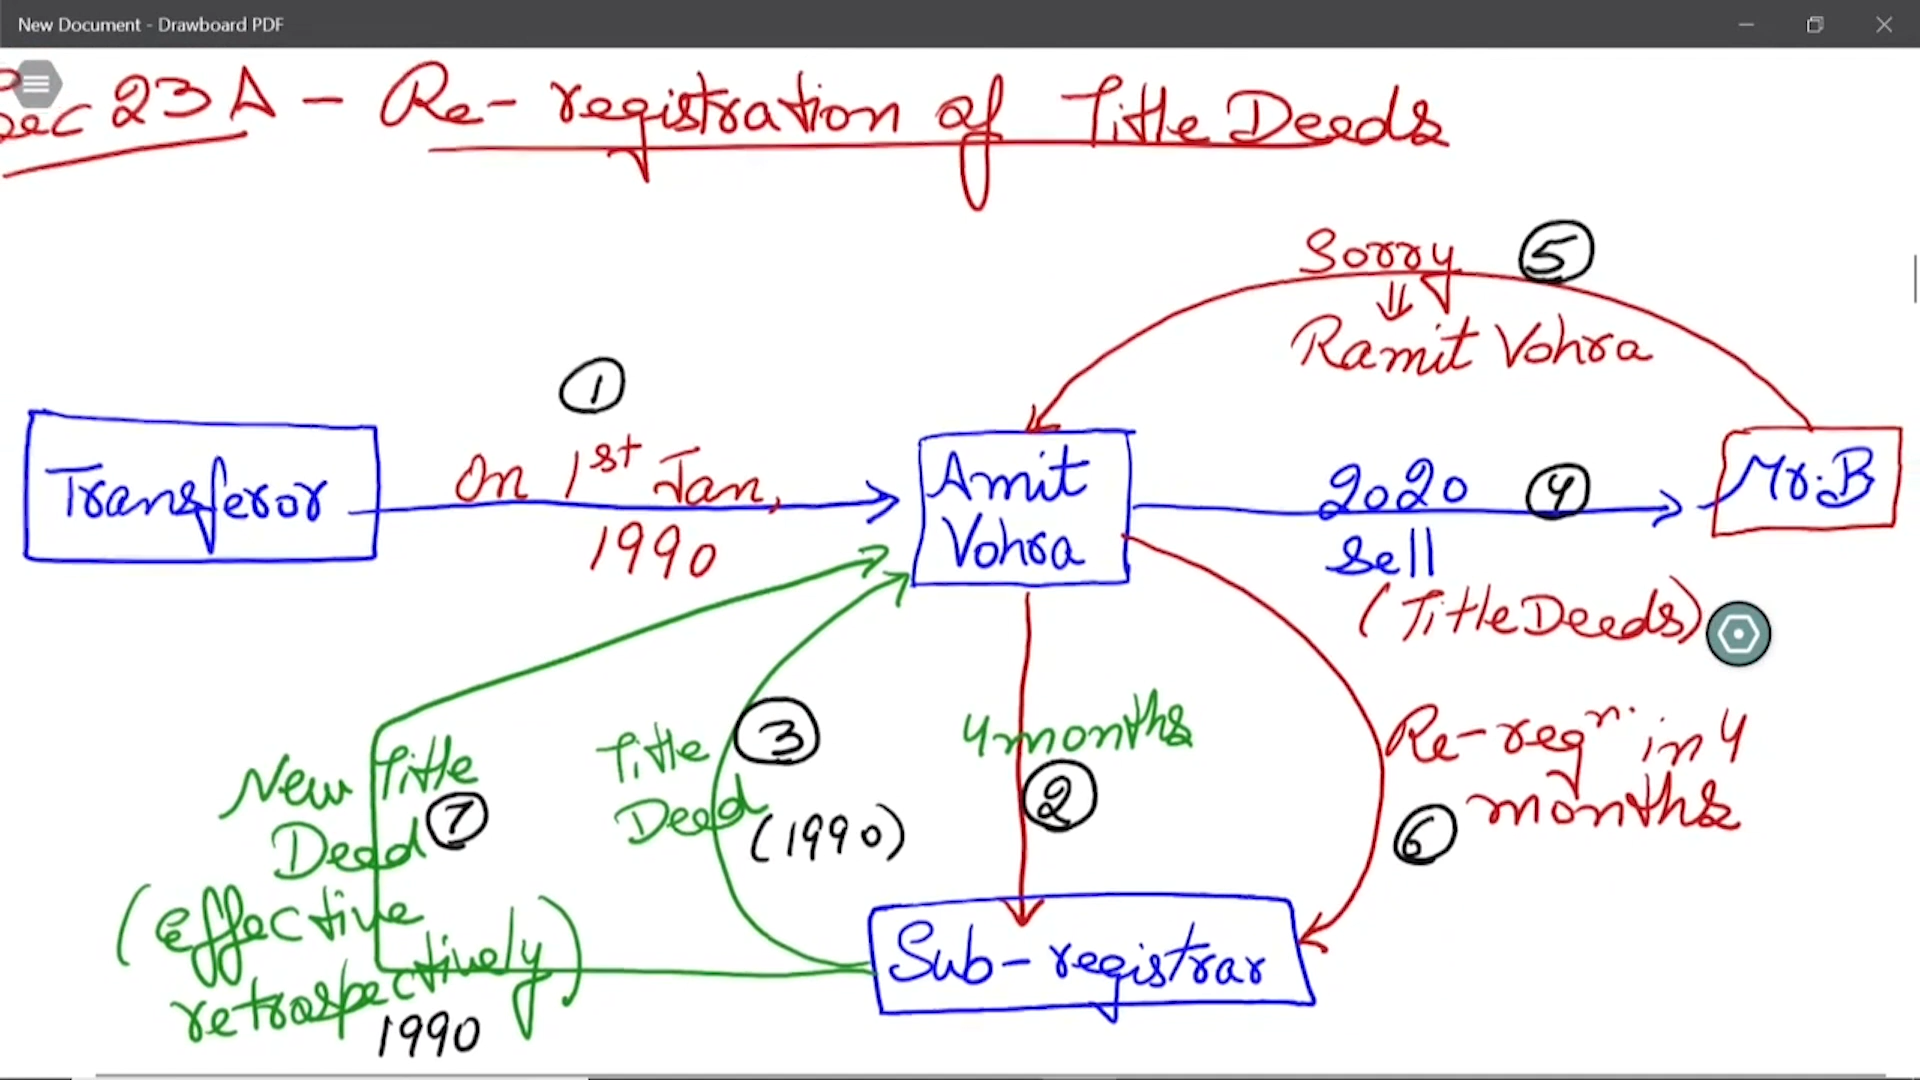 New Document - Drawboard PDF
Sec 23A - Re-registration of Title Deeds
Sorry 5
⇓
Ramit Vohra
1
Transferor
On 1st Jan,
1990
Amit
Vohra
2020 4
Sell
(Title Deeds)
Mr. B
New Title
Deed 7
(effective
retrospectively)
1990
Title 3
Deed
(1990)
4 months
2
Re-regn. in 4
months
6
Sub-registrar